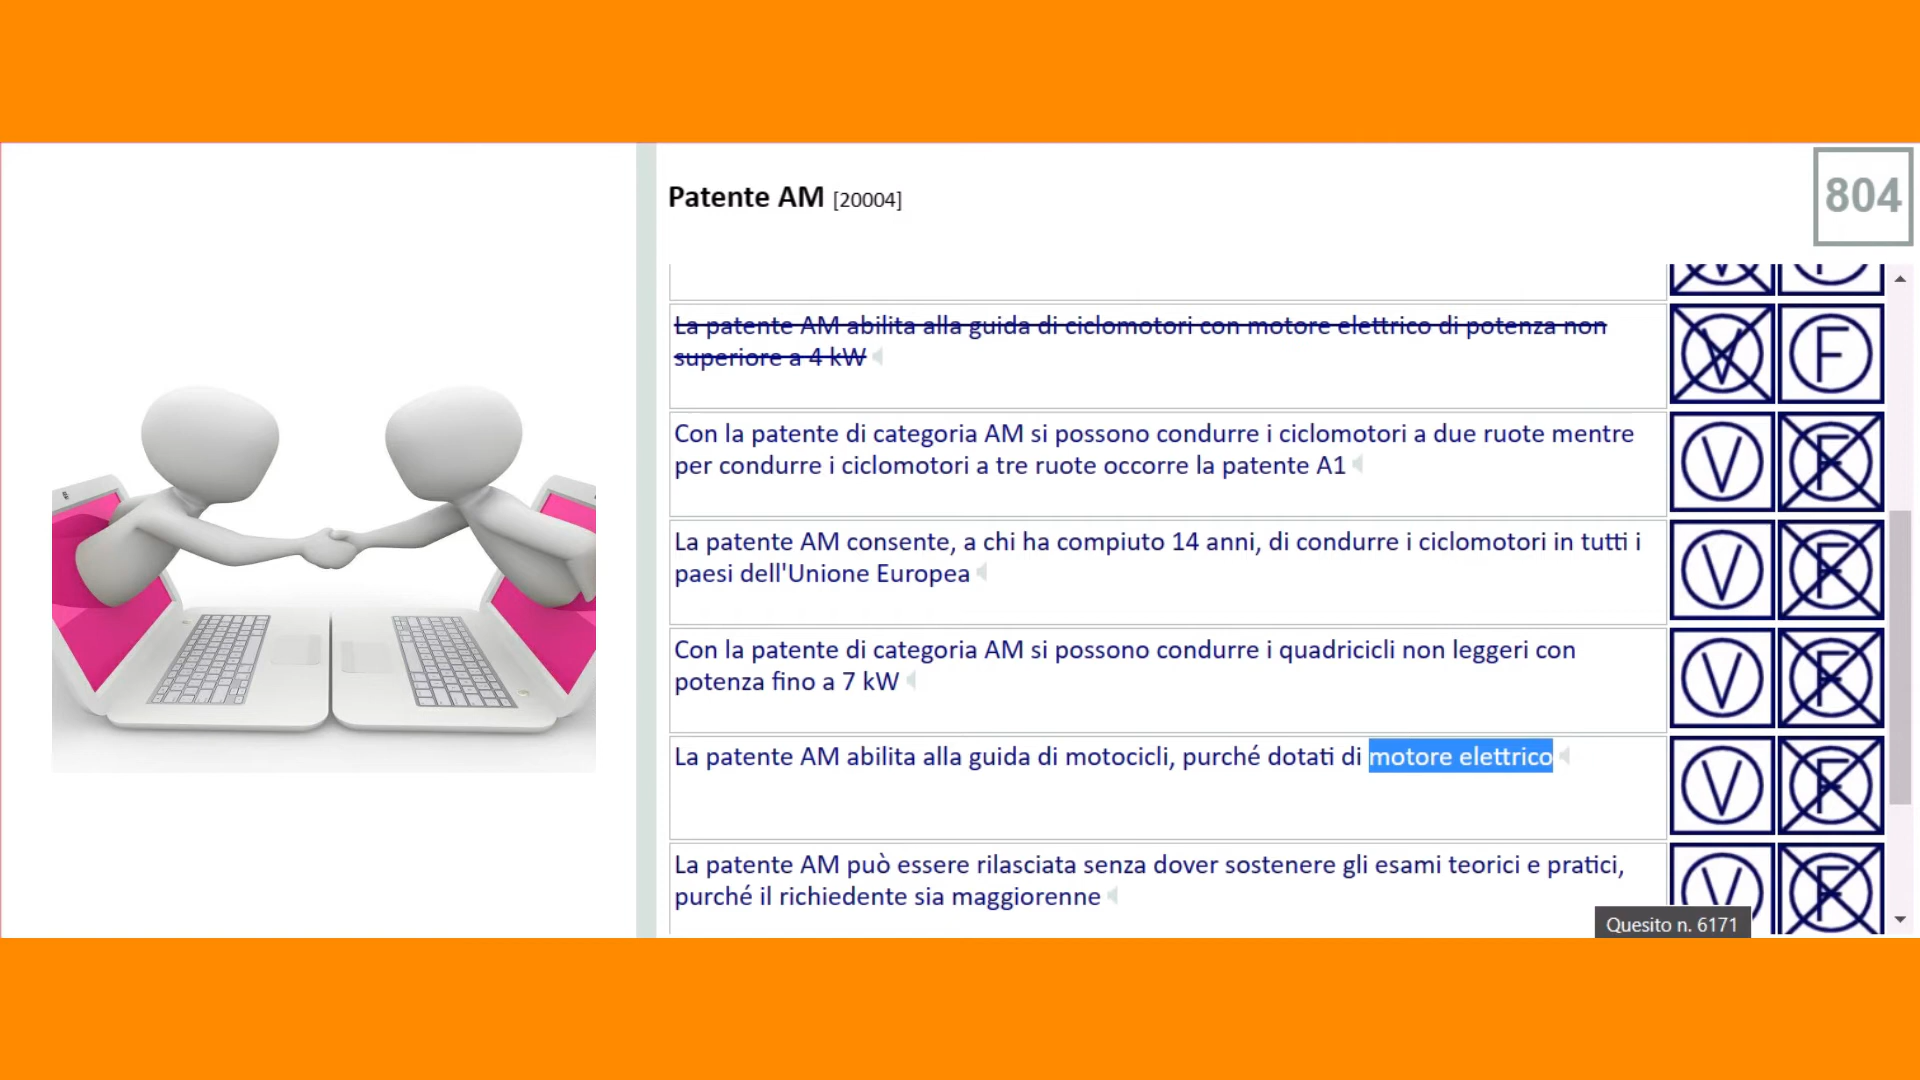 Patente AM [20004]
804
La patente AM abilita alla guida di ciclomotori con motore elettrico di potenza non
superiore a 4 kW
V F
Con la patente di categoria AM si possono condurre i ciclomotori a due ruote mentre
per condurre i ciclomotori a tre ruote occorre la patente A1
V F
La patente AM consente, a chi ha compiuto 14 anni, di condurre i ciclomotori in tutti i
paesi dell'Unione Europea
V F
Con la patente di categoria AM si possono condurre i quadricicli non leggeri con
potenza fino a 7 kW
V F
La patente AM abilita alla guida di motocicli, purché dotati di motore elettrico
V F
La patente AM può essere rilasciata senza dover sostenere gli esami teorici e pratici,
purché il richiedente sia maggiorenne
V F
Quesito n. 6171